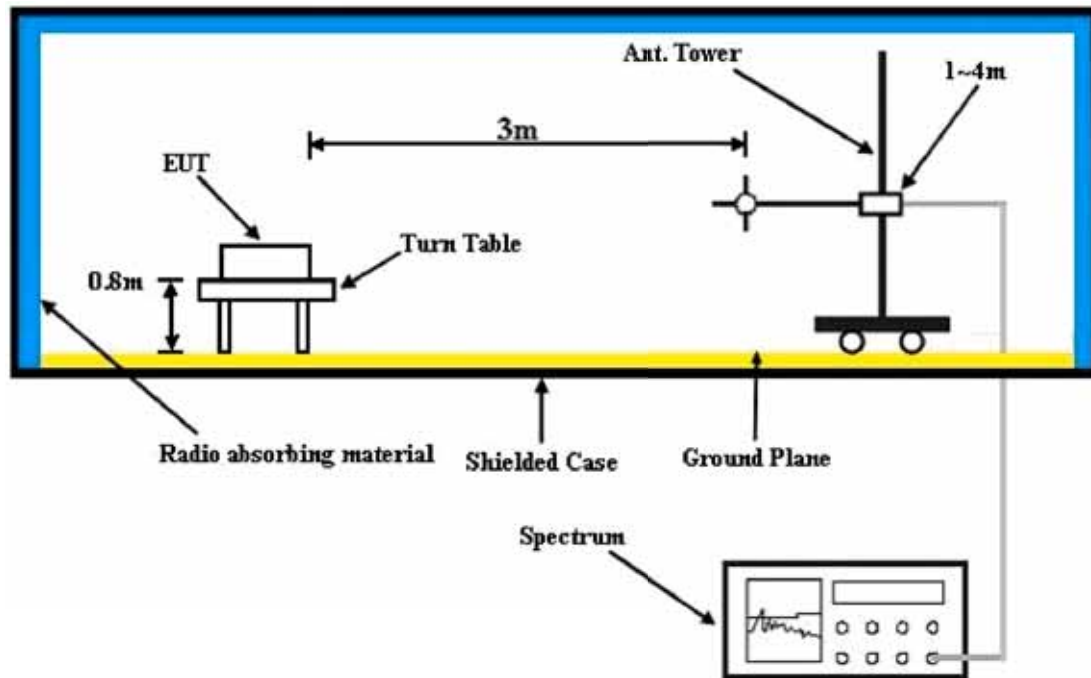 Ant. Tower
1~4m
3m
EUT
Turn Table
0.8m
Radio absorbing material
Shielded Case
Ground Plane
Spectrum